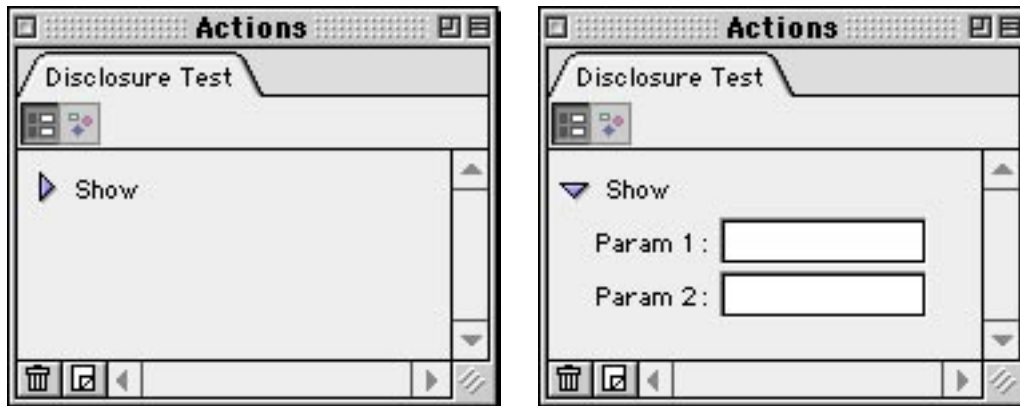 Actions
Disclosure Test
Show
Actions
Disclosure Test
Show
Param 1:
Param 2: